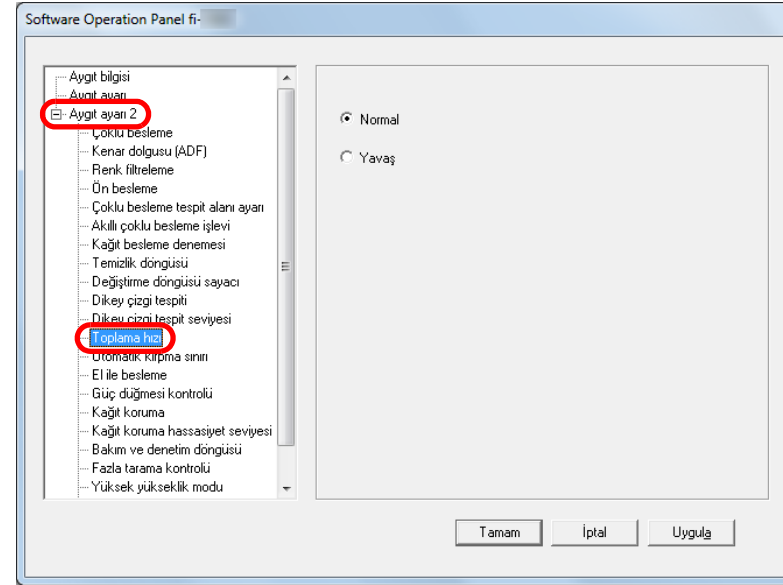 Software Operation Panel fi-
Aygıt bilgisi
Aygıt ayarı
Aygıt ayarı 2
Çoklu besleme
Kenar dolgusu (ADF)
Renk filtreleme
Ön besleme
Çoklu besleme tespit alanı ayarı
Akıllı çoklu besleme işlevi
Kağıt besleme denemesi
Temizlik döngüsü
Değiştirme döngüsü sayacı
Dikey çizgi tespiti
Dikey çizgi tespit seviyesi
Toplama hızı
Otomatik kırpma sınırı
El ile besleme
Güç düğmesi kontrolü
Kağıt koruma
Kağıt koruma hassasiyet seviyesi
Bakım ve denetim döngüsü
Fazla tarama kontrolü
Yüksek yükseklik modu
Normal
Yavaş
Tamam
İptal
Uygula